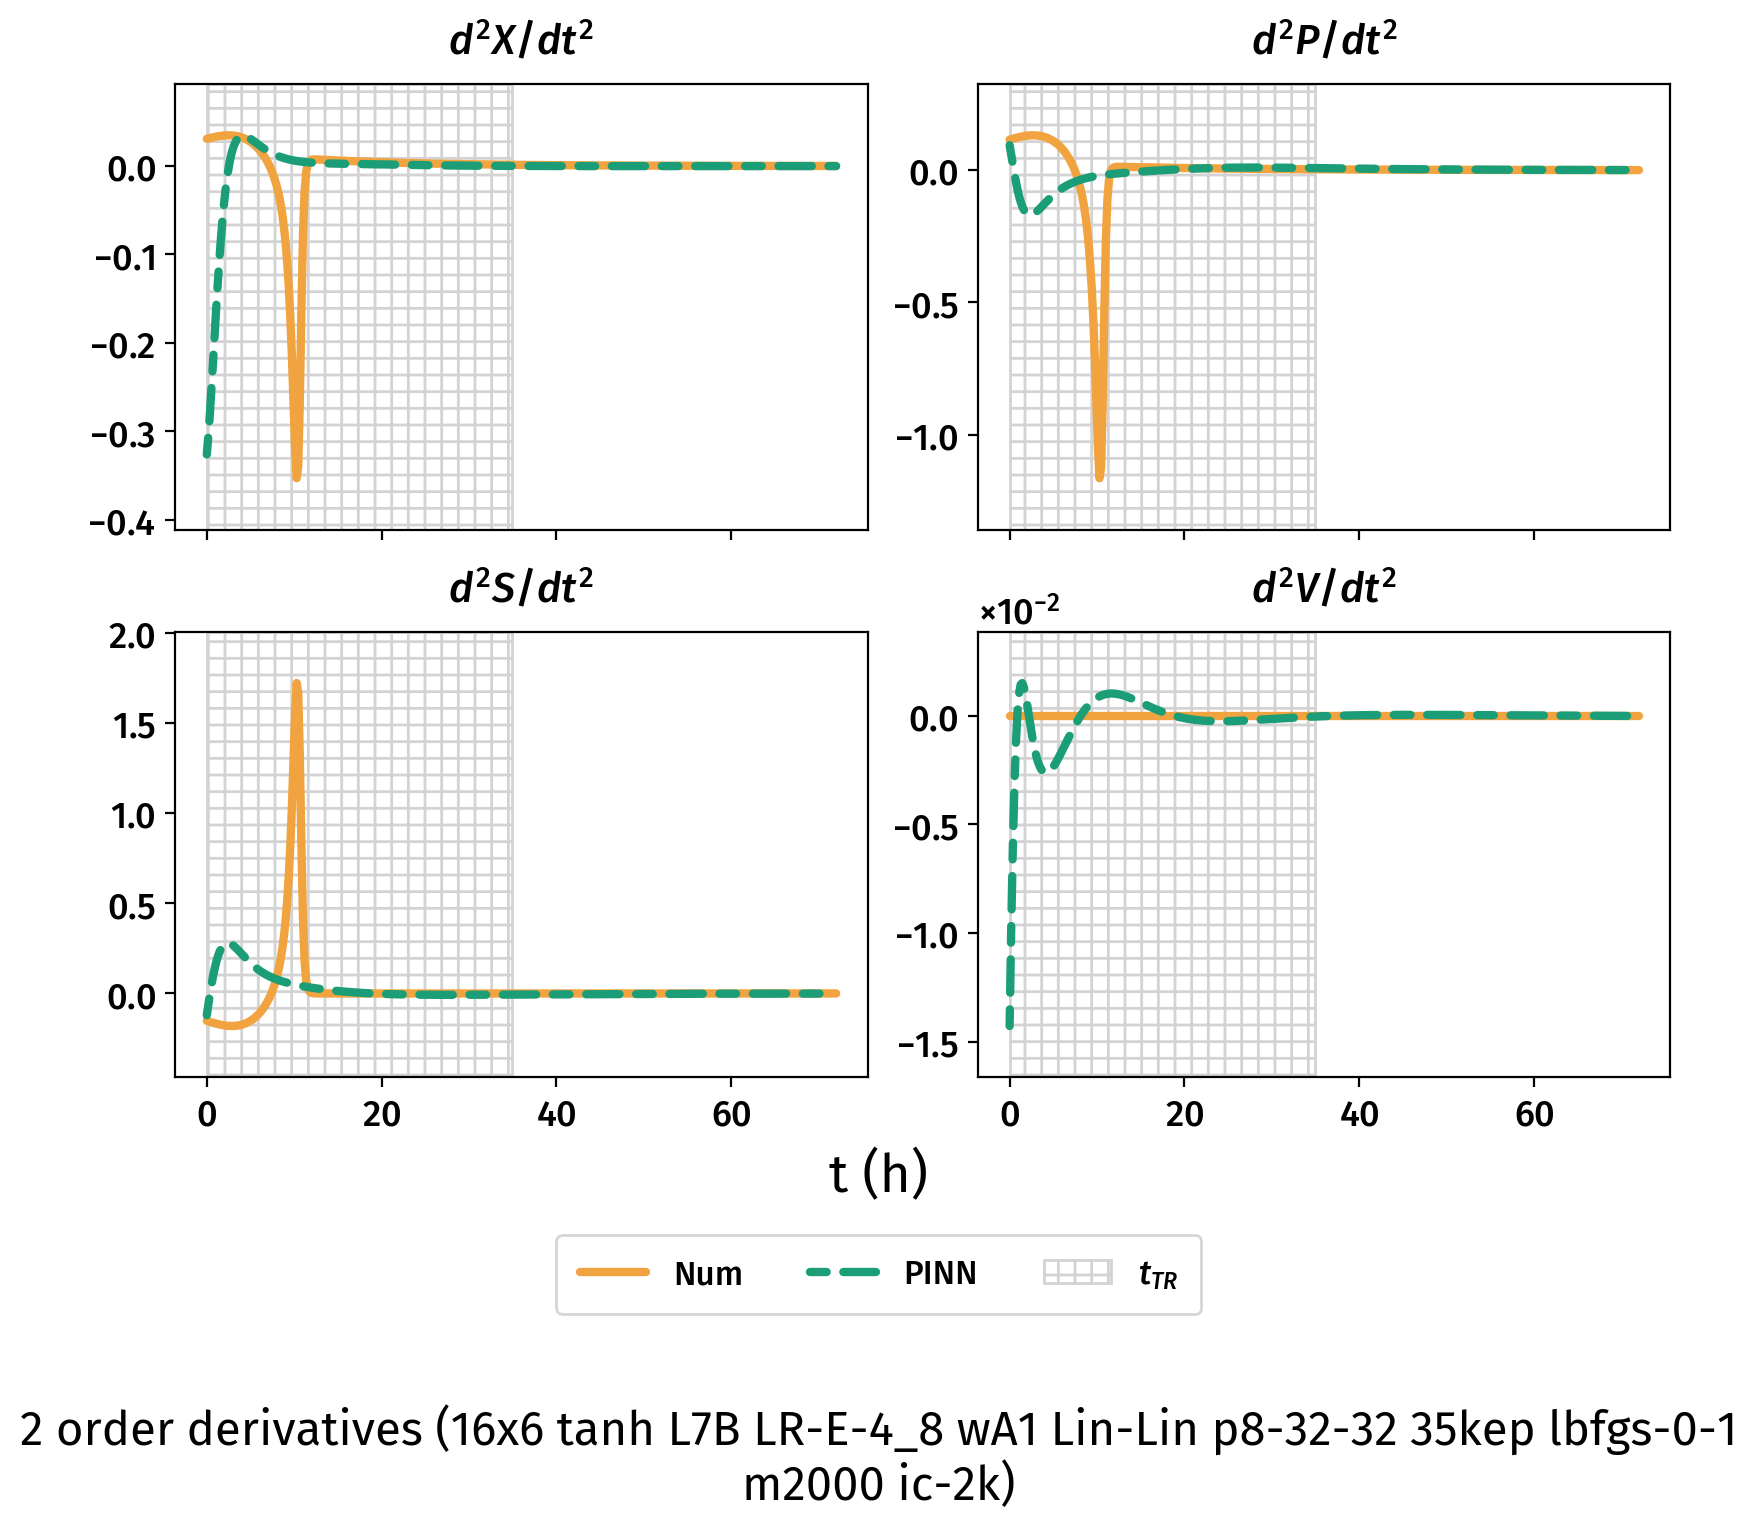 d²X/dt²
d²P/dt²
0.0
−0.1
−0.2
−0.3
−0.4
0.0
−0.5
−1.0
d²S/dt²
d²V/dt²
×10⁻²
2.0
1.5
1.0
0.5
0.0
0.0
−0.5
−1.0
−1.5
0 20 40 60
0 20 40 60
t (h)
Num PINN t_TR
2 order derivatives (16x6 tanh L7B LR-E-4_8 wA1 Lin-Lin p8-32-32 35kep lbfgs-0-1
m2000 ic-2k)